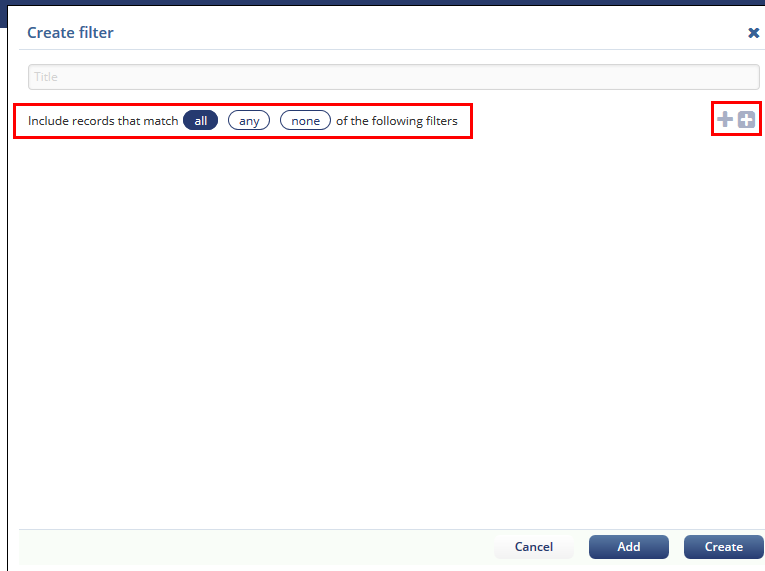 Create filter
Title
Include records that match all any none of the following filters
Cancel Add Create